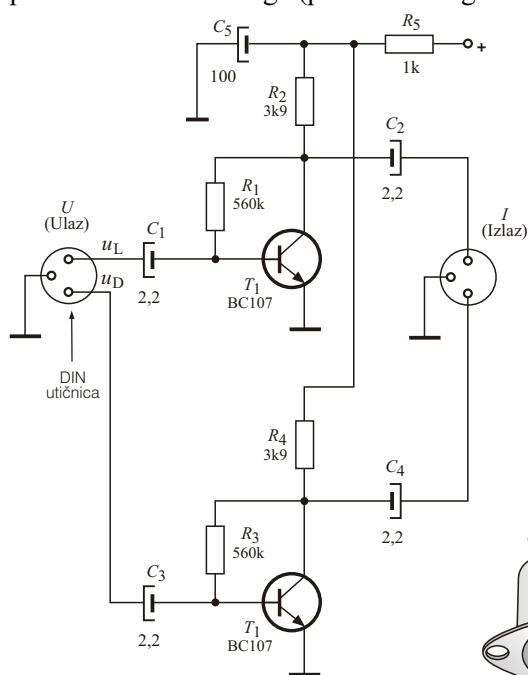 C5
100
R5
1k
+
R2
3k9
C2
2,2
R1
560k
U
(Ulaz)
uL
uD
C1
2,2
T1
BC107
I
(Izlaz)
DIN
utičnica
R4
3k9
C4
2,2
R3
560k
C3
2,2
T1
BC107